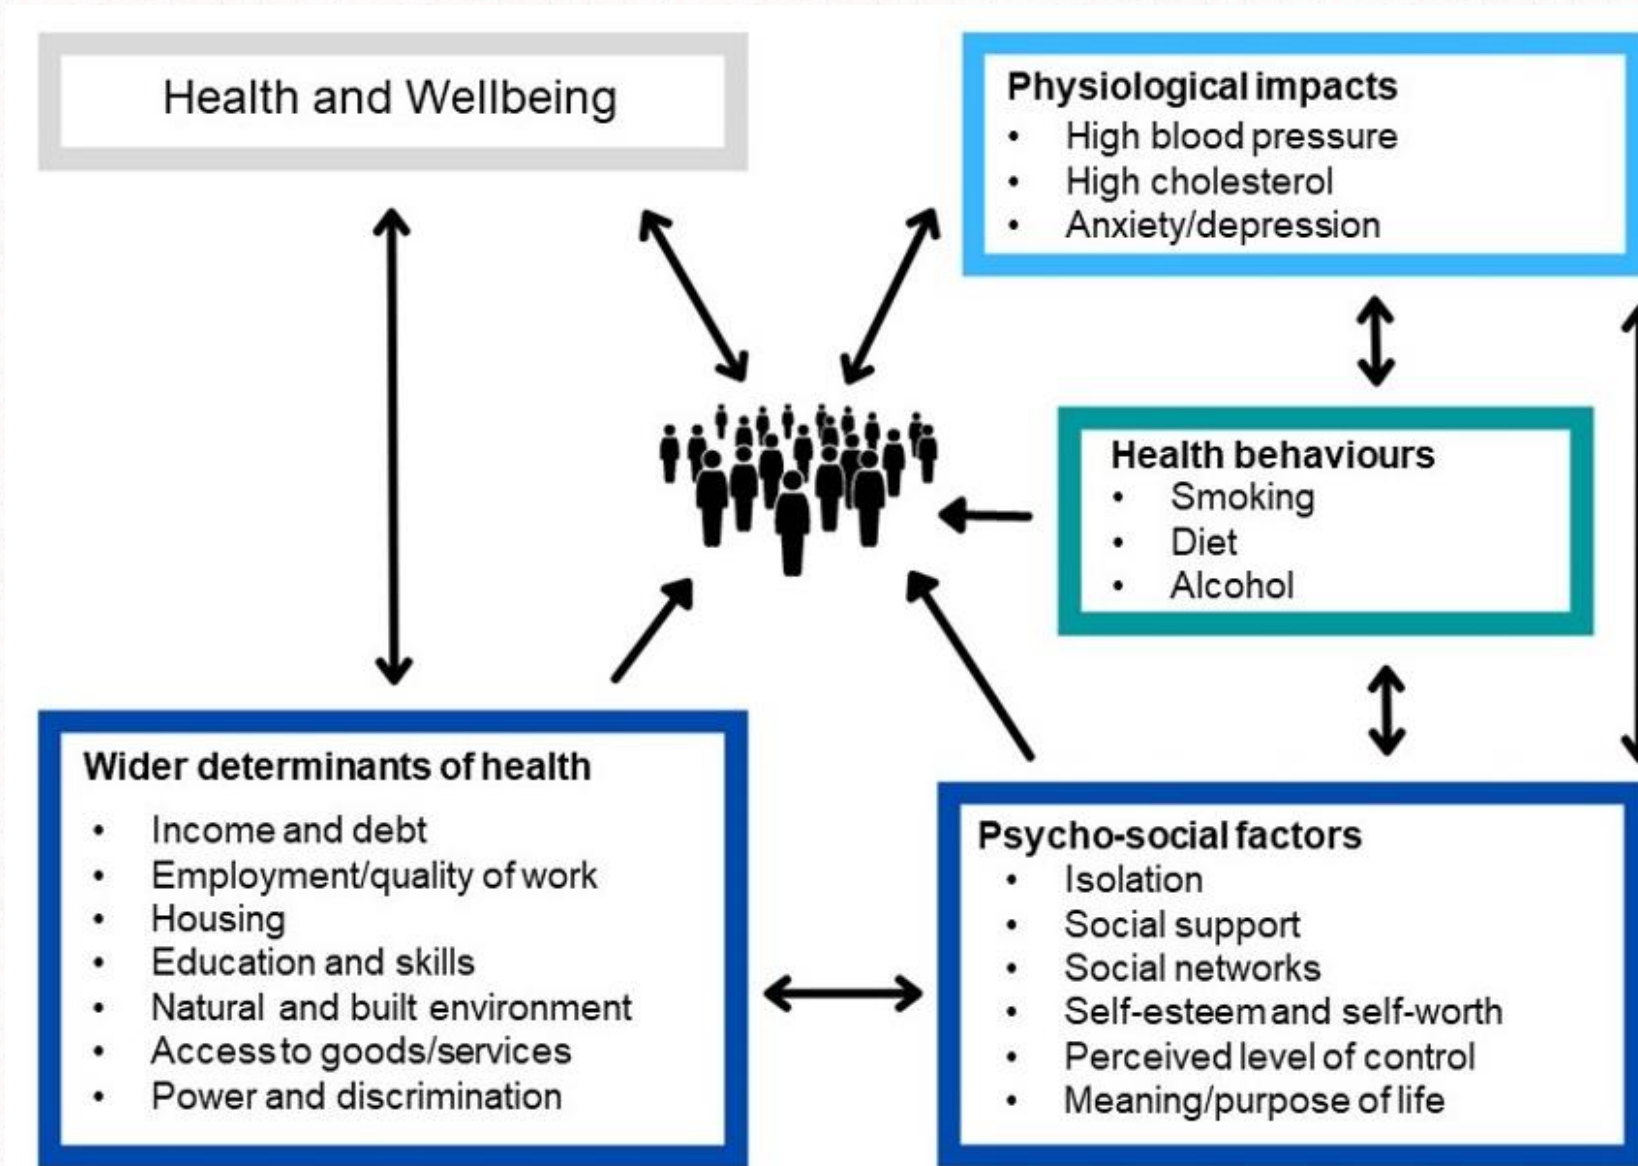 Health and Wellbeing
Physiological impacts
• High blood pressure
• High cholesterol
• Anxiety/depression
Health behaviours
• Smoking
• Diet
• Alcohol
Wider determinants of health
• Income and debt
• Employment/quality of work
• Housing
• Education and skills
• Natural and built environment
• Access to goods/services
• Power and discrimination
Psycho-social factors
• Isolation
• Social support
• Social networks
• Self-esteem and self-worth
• Perceived level of control
• Meaning/purpose of life